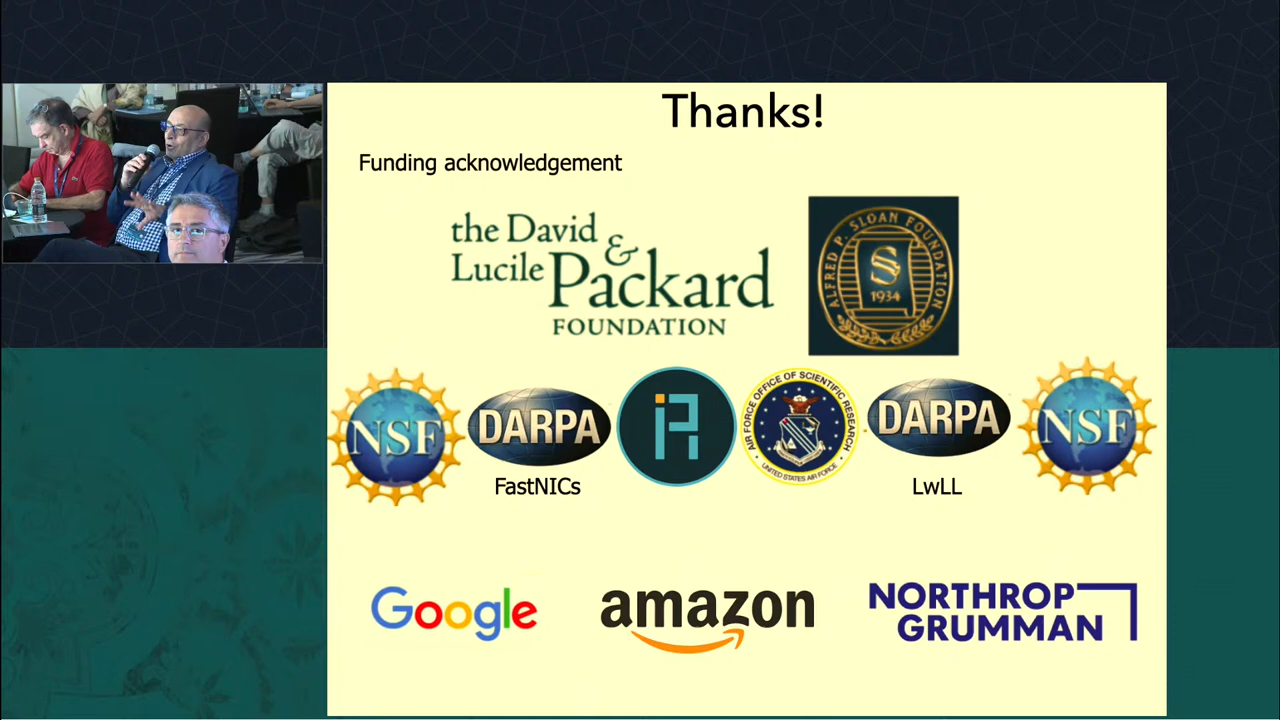 Thanks!
Funding acknowledgement
the David &
Lucile Packard
FOUNDATION
ALFRED P. SLOAN FOUNDATION
S
1934
NSF
DARPA
AIR FORCE OFFICE OF SCIENTIFIC RESEARCH
UNITED STATES AIR FORCE
DARPA
NSF
FastNICs
LwLL
Google
amazon
NORTHROP
GRUMMAN